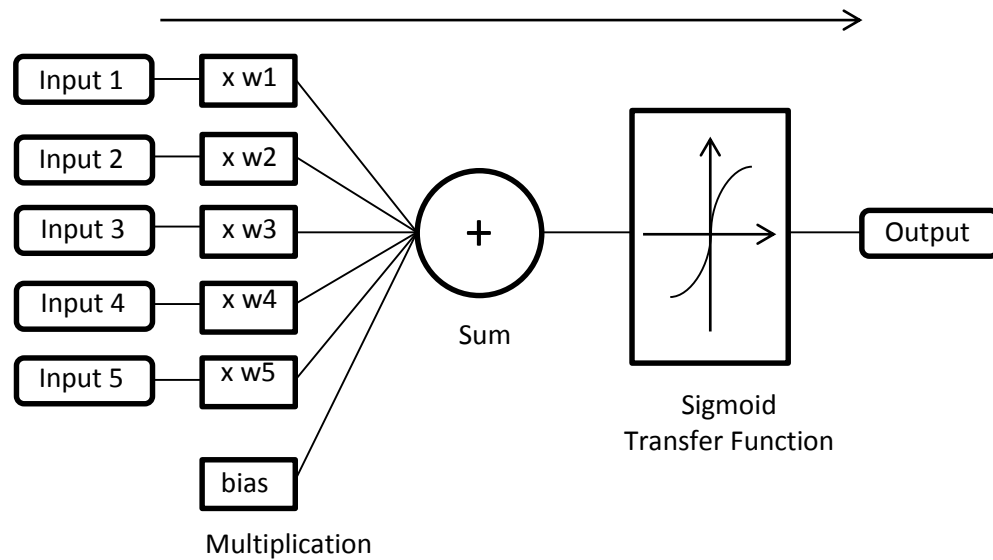 Input 1
x w1
Input 2
x w2
Input 3
x w3
Input 4
x w4
Input 5
x w5
bias
Multiplication
+
Sum
Sigmoid
Transfer Function
Output